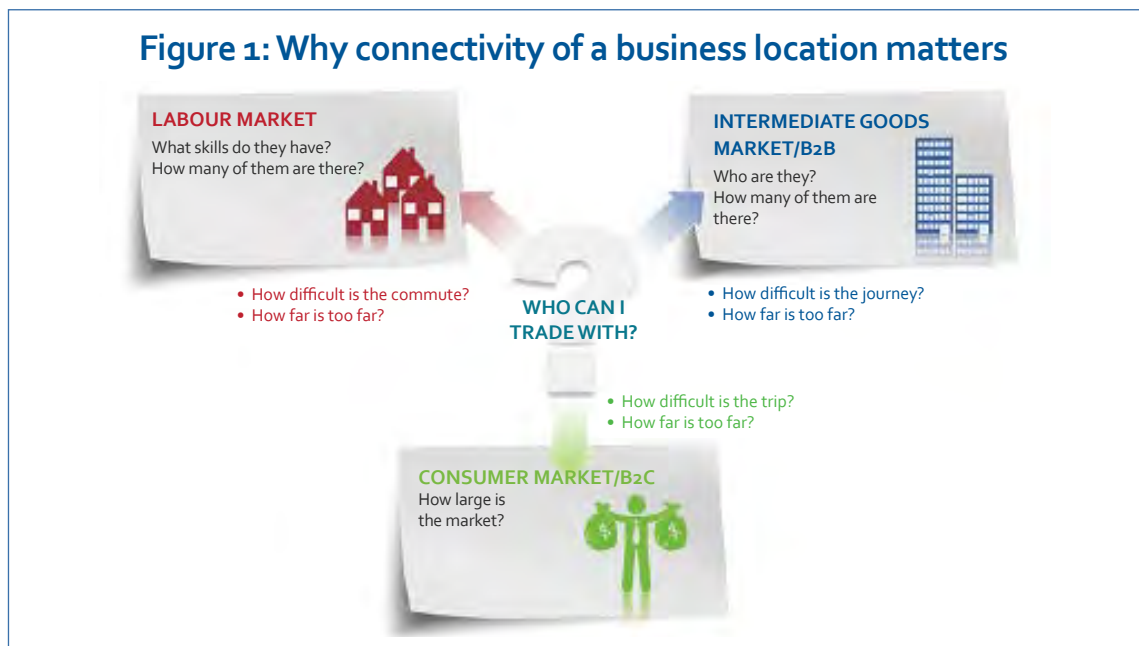 Figure 1: Why connectivity of a business location matters
LABOUR MARKET
What skills do they have?
How many of them are there?
• How difficult is the commute?
• How far is too far?
INTERMEDIATE GOODS
MARKET/B2B
Who are they?
How many of them are
there?
• How difficult is the journey?
• How far is too far?
WHO CAN I
TRADE WITH?
• How difficult is the trip?
• How far is too far?
CONSUMER MARKET/B2C
How large is
the market?
$ $